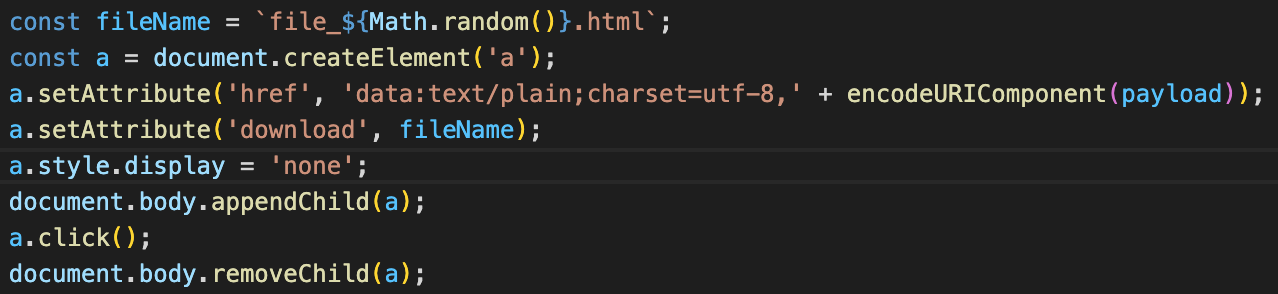 const fileName = `file_${Math.random()}.html`;
const a = document.createElement('a');
a.setAttribute('href', 'data:text/plain;charset=utf-8,' + encodeURIComponent(payload));
a.setAttribute('download', fileName);
a.style.display = 'none';
document.body.appendChild(a);
a.click();
document.body.removeChild(a);